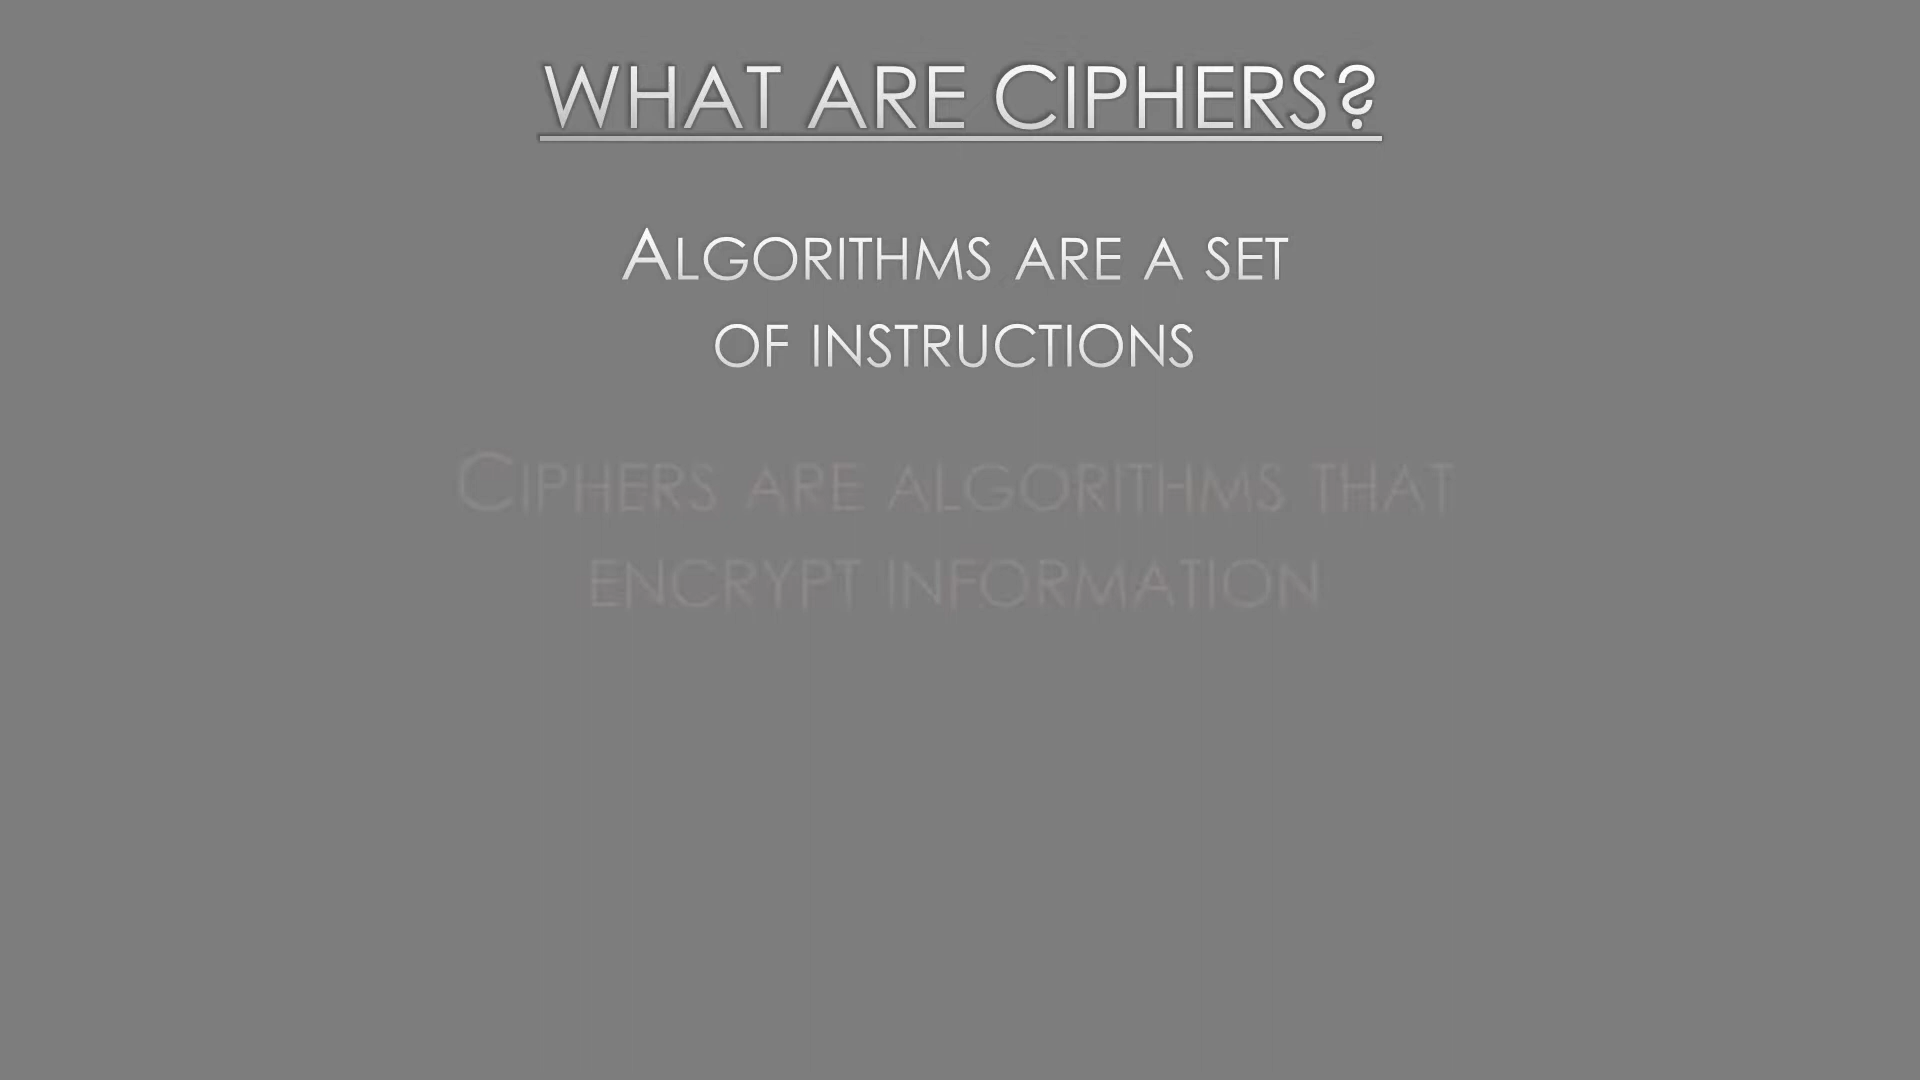 WHAT ARE CIPHERS?
ALGORITHMS ARE A SET
OF INSTRUCTIONS
CIPHERS ARE ALGORITHMS THAT
ENCRYPT INFORMATION